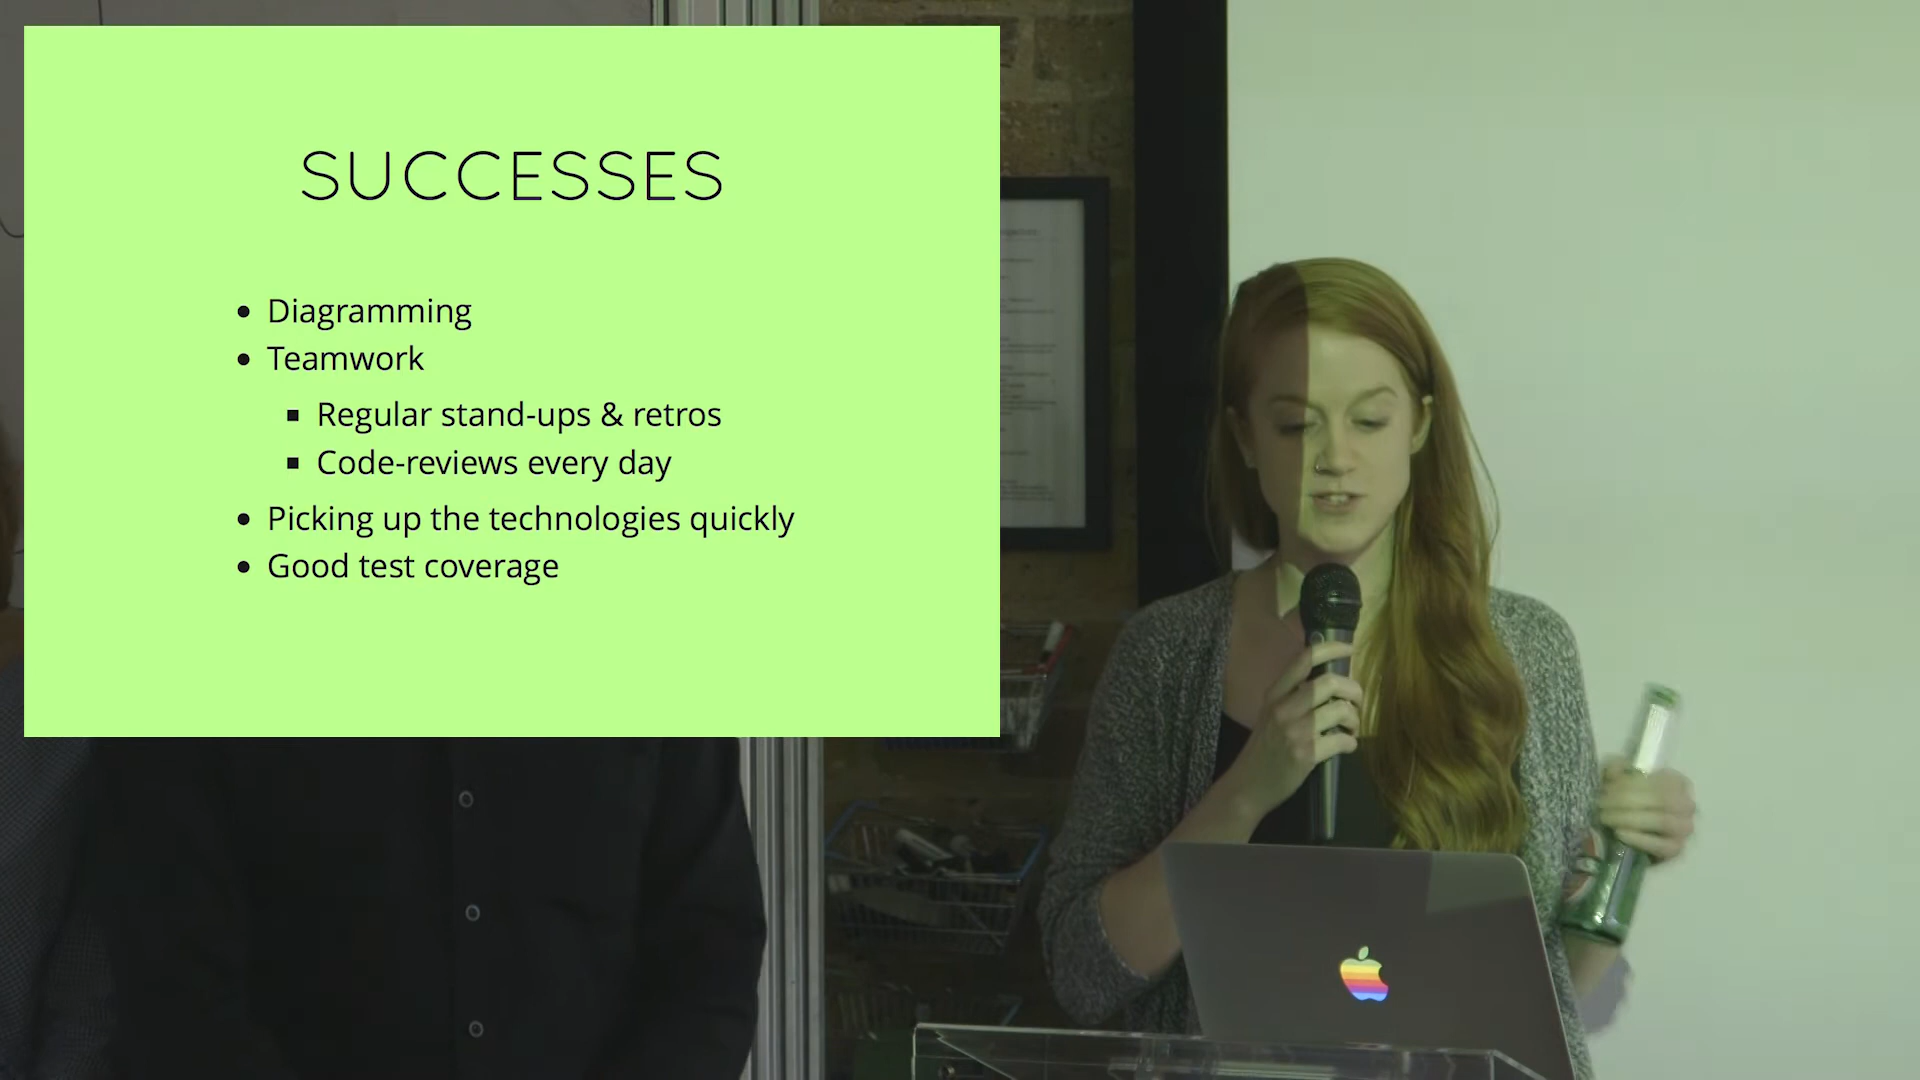 SUCCESSES
Diagramming
Teamwork
Regular stand-ups & retros
Code-reviews every day
Picking up the technologies quickly
Good test coverage